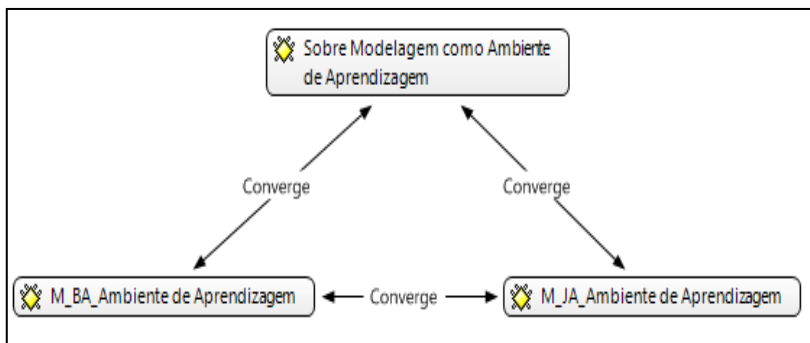 Sobre Modelagem como Ambiente
de Aprendizagem
Converge
Converge
M_BA_Ambiente de Aprendizagem
Converge
M_JA_Ambiente de Aprendizagem